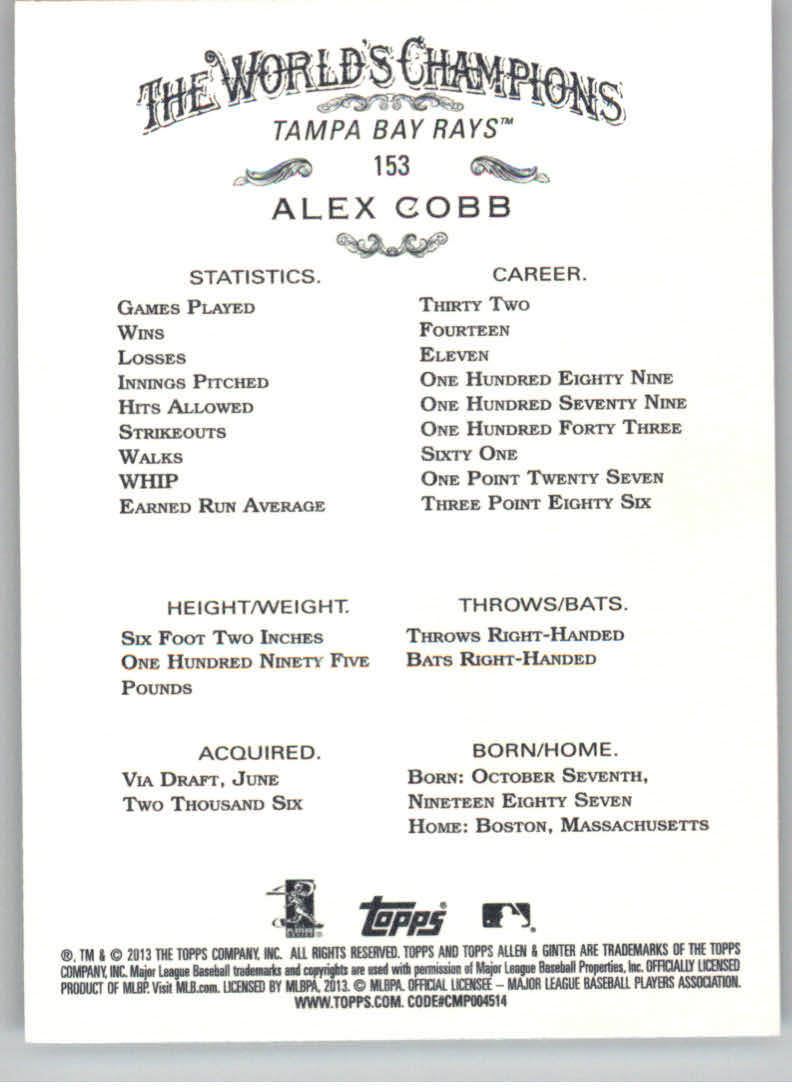 THE WORLD'S CHAMPIONS
TAMPA BAY RAYS™
153
ALEX COBB
STATISTICS. CAREER.
GAMES PLAYED THIRTY TWO
WINS FOURTEEN
LOSSES ELEVEN
INNINGS PITCHED ONE HUNDRED EIGHTY NINE
HITS ALLOWED ONE HUNDRED SEVENTY NINE
STRIKEOUTS ONE HUNDRED FORTY THREE
WALKS SIXTY ONE
WHIP ONE POINT TWENTY SEVEN
EARNED RUN AVERAGE THREE POINT EIGHTY SIX
HEIGHT/WEIGHT.
SIX FOOT TWO INCHES
ONE HUNDRED NINETY FIVE
POUNDS
THROWS/BATS.
THROWS RIGHT-HANDED
BATS RIGHT-HANDED
ACQUIRED.
VIA DRAFT, JUNE
TWO THOUSAND SIX
BORN/HOME.
BORN: OCTOBER SEVENTH,
NINETEEN EIGHTY SEVEN
HOME: BOSTON, MASSACHUSETTS
Topps®
®, TM & © 2013 THE TOPPS COMPANY, INC. ALL RIGHTS RESERVED. TOPPS AND TOPPS ALLEN & GINTER ARE TRADEMARKS OF THE TOPPS
COMPANY, INC. Major League Baseball trademarks and copyrights are used with permission of Major League Baseball Properties, Inc. OFFICIALLY LICENSED
PRODUCT OF MLBP. Visit MLB.com. LICENSED BY MLBPA, 2013. © MLBPA. OFFICIAL LICENSEE – MAJOR LEAGUE BASEBALL PLAYERS ASSOCIATION.
WWW.TOPPS.COM. CODE#CMP004514